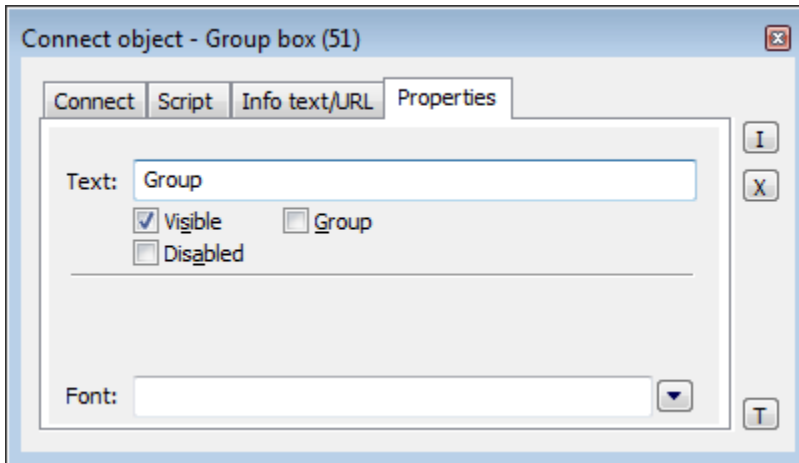 Connect object - Group box (51)
Connect Script Info text/URL Properties
I
Text: Group
X
Visible Group
Disabled
Font:
T